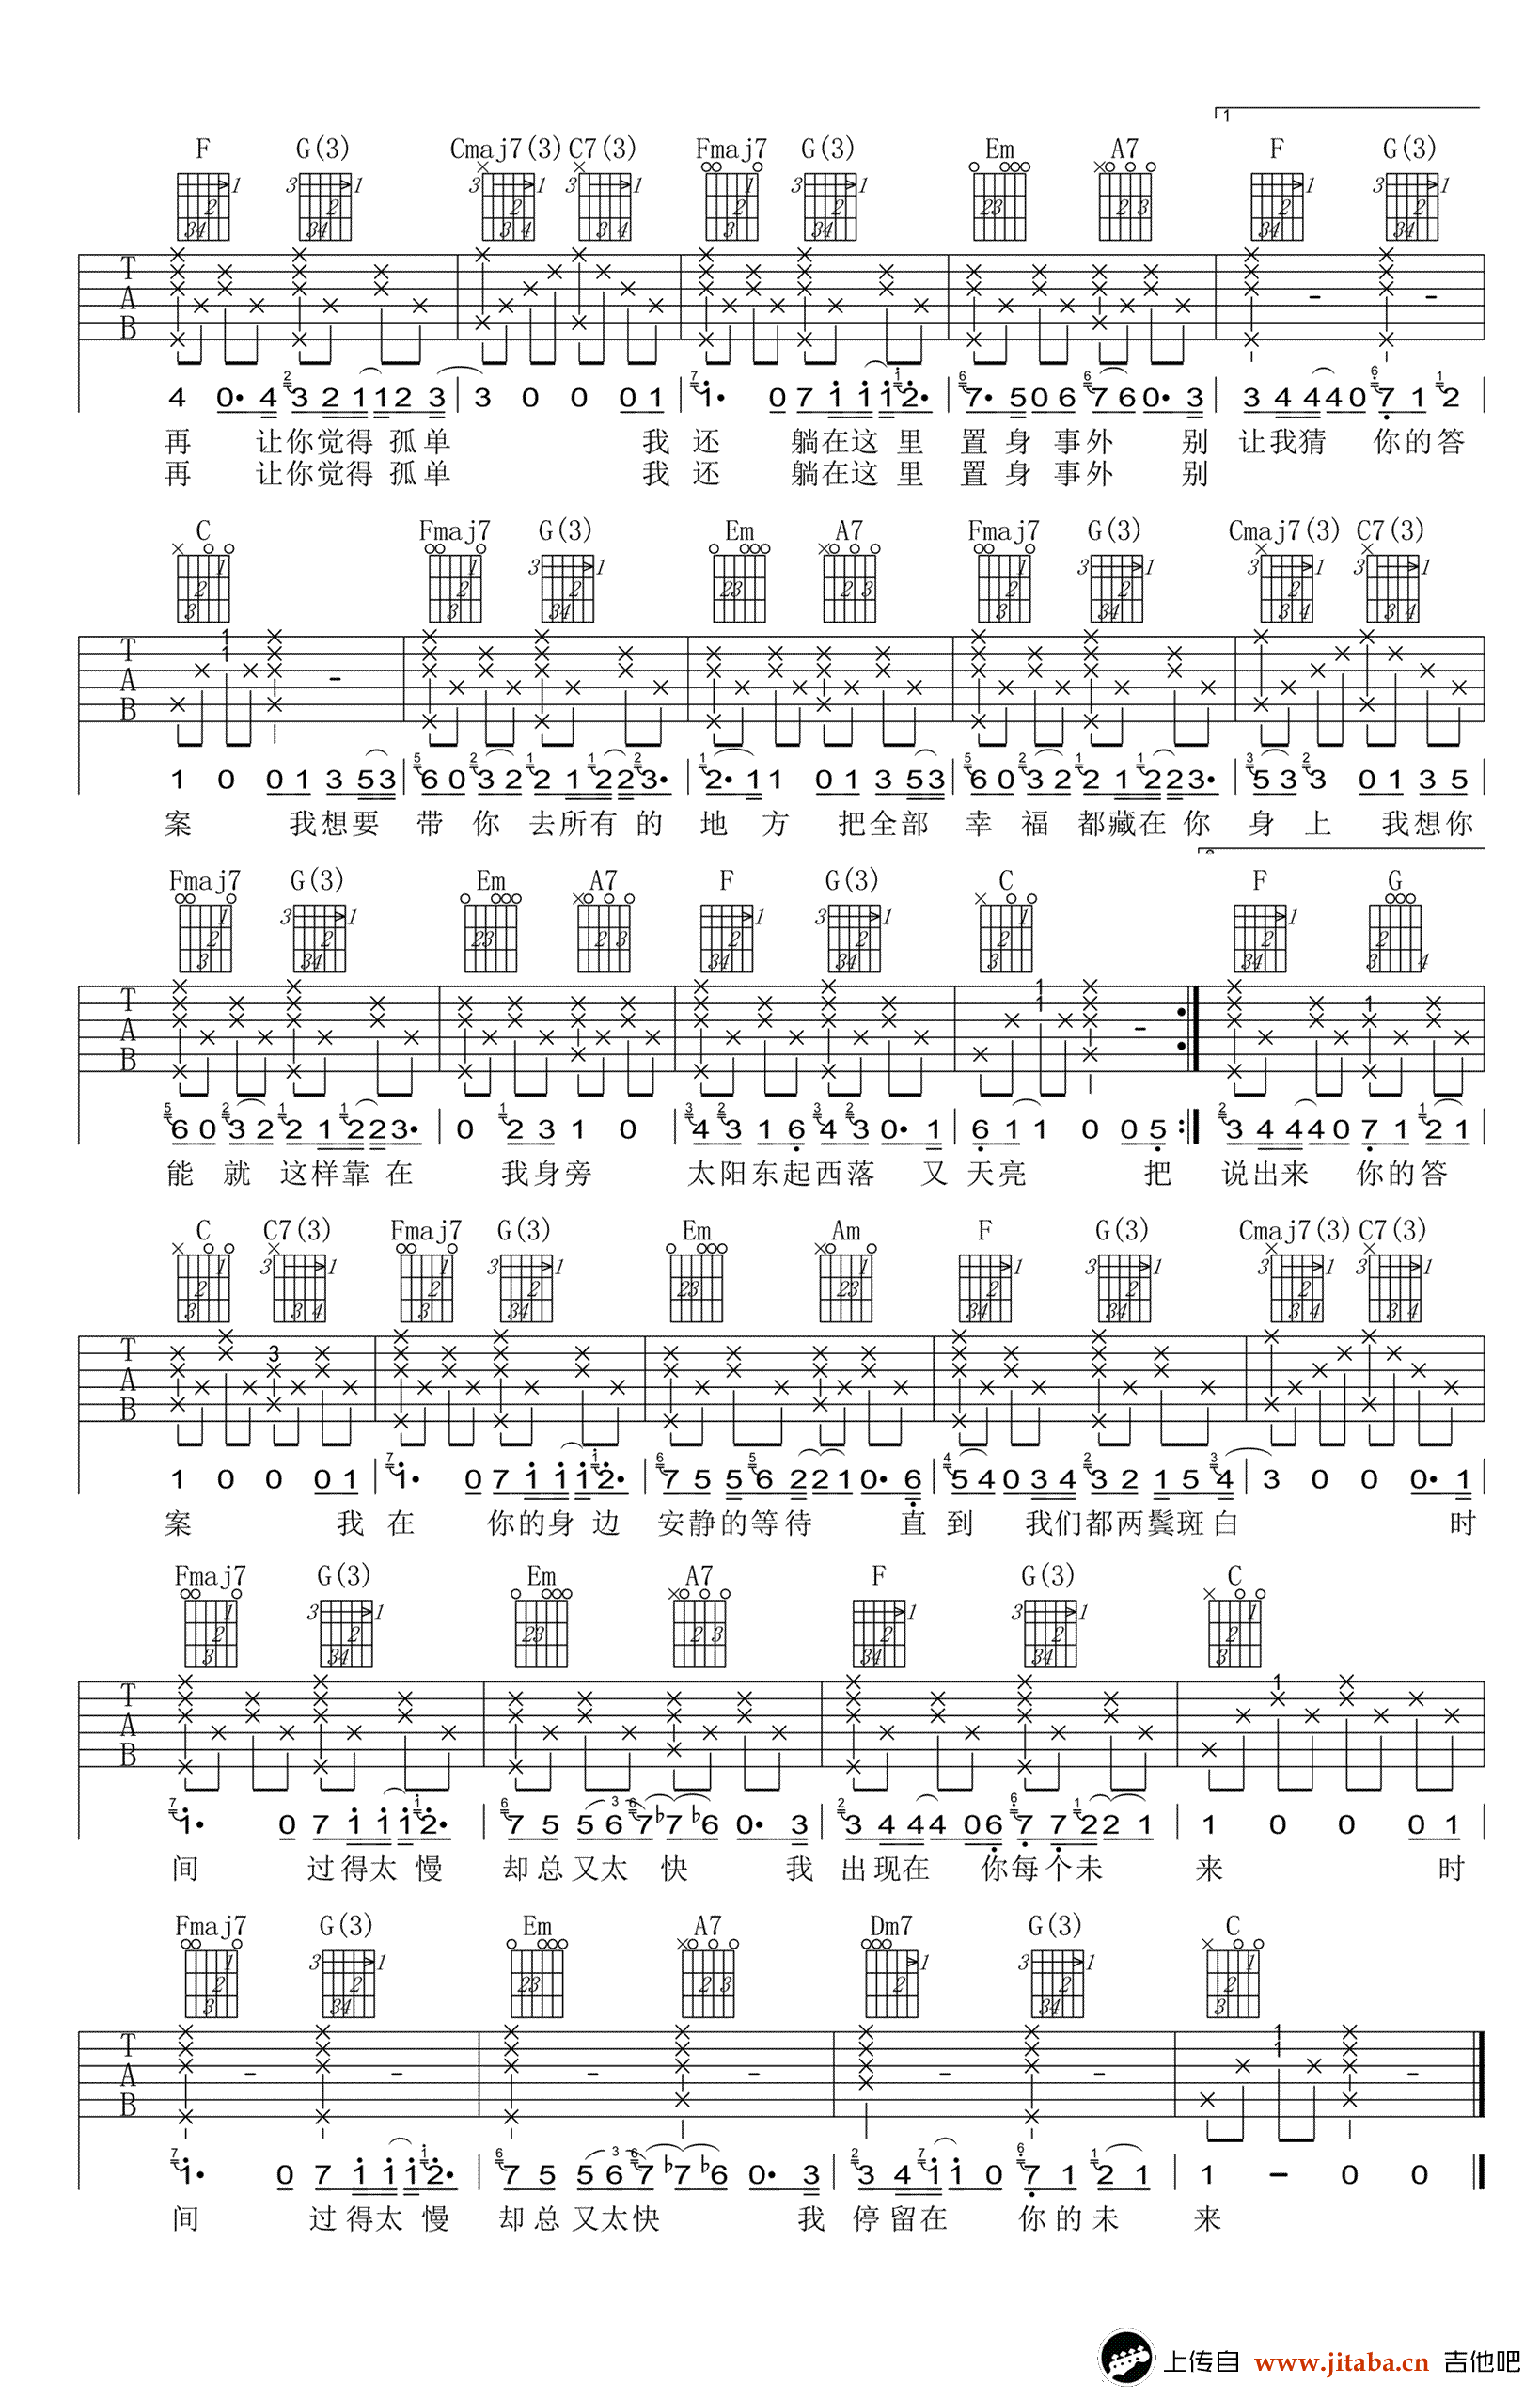 1
F G(3) Cmaj7(3) C7(3) Fmaj7 G(3) Em A7 F G(3)
4 0· 4 3 2 1 1 2 3 3 0 0 0 1 1· 0 7 1 1 1 2· 7· 5 0 6 7 6 0· 3 3 4 4 4 0 7 1 2
再 让你觉得 孤单 我 还 躺在这 里 置 身 事外 别 让我猜 你的答
再 让你觉得 孤单 我 还 躺在这 里 置 身 事外 别
C Fmaj7 G(3) Em A7 Fmaj7 G(3) Cmaj7(3) C7(3)
1 0 0 1 3 5 3 6 0 3 2 2 1 2 2 3· 2· 1 1 0 1 3 5 3 6 0 3 2 2 1 2 2 3· 5 3 3 0 1 3 5
案 我想要 带 你 去所有 的 地 方 把全部 幸 福 都藏在 你 身 上 我想你
Fmaj7 G(3) Em A7 F G(3) C F G
6 0 3 2 2 1 2 2 3· 0 2 3 1 0 4 3 1 6 4 3 0· 1 6 1 1 0 0 5 3 4 4 4 0 7 1 2 1
能 就 这样靠 在 我身旁 太阳东起西落 又 天亮 把 说出来 你的答
C C7(3) Fmaj7 G(3) Em Am F G(3) Cmaj7(3) C7(3)
1 0 0 0 1 1· 0 7 1 1 1 2· 7 5 5 6 2 2 1 0· 6 5 4 0 3 4 3 2 1 5 4 3 0 0 0· 1
案 我 在 你的身 边 安静的等待 直 到 我们都两鬓斑白 时
Fmaj7 G(3) Em A7 F G(3) C
1· 0 7 1 1 1 2· 7 5 5 6 7 ♭7 ♭6 0· 3 3 4 4 4 0 6 7 7 2 2 1 1 0 0 0 1
间 过得太 慢 却总又太 快 我 出现在 你每个未 来 时
Fmaj7 G(3) Em A7 Dm7 G(3) C
1· 0 7 1 1 1 2· 7 5 5 6 7 ♭7 ♭6 0· 3 3 4 1 1 0 7 1 2 1 1 – 0 0
间 过得太 慢 却总又太快 我 停留在 你的未 来
上传自 www.jitaba.cn 吉他吧